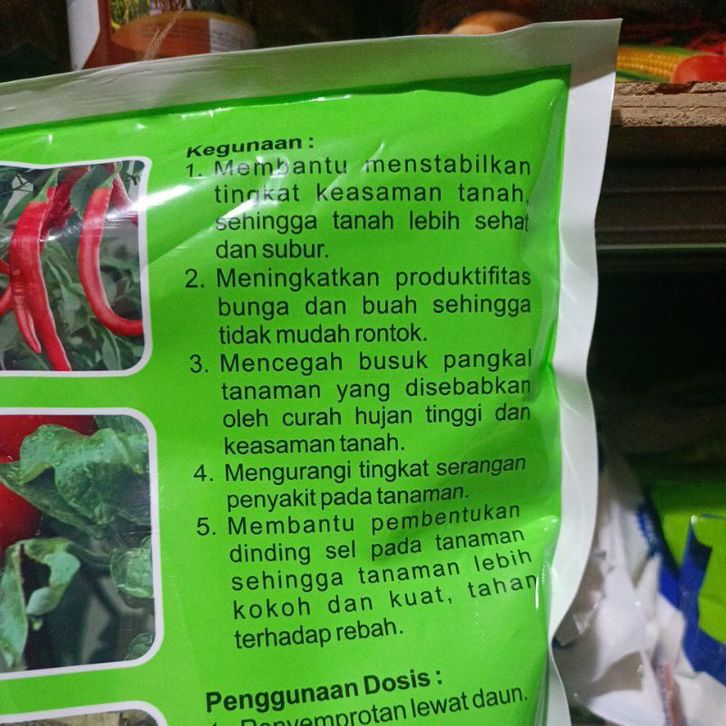 Kegunaan :
1. Membantu menstabilkan
tingkat keasaman tanah,
sehingga tanah lebih sehat
dan subur.
2. Meningkatkan produktifitas
bunga dan buah sehingga
tidak mudah rontok.
3. Mencegah busuk pangkal
tanaman yang disebabkan
oleh curah hujan tinggi dan
keasaman tanah.
4. Mengurangi tingkat serangan
penyakit pada tanaman.
5. Membantu pembentukan
dinding sel pada tanaman
sehingga tanaman lebih
kokoh dan kuat, tahan
terhadap rebah.
Penggunaan Dosis :
1. Penyemprotan lewat daun.